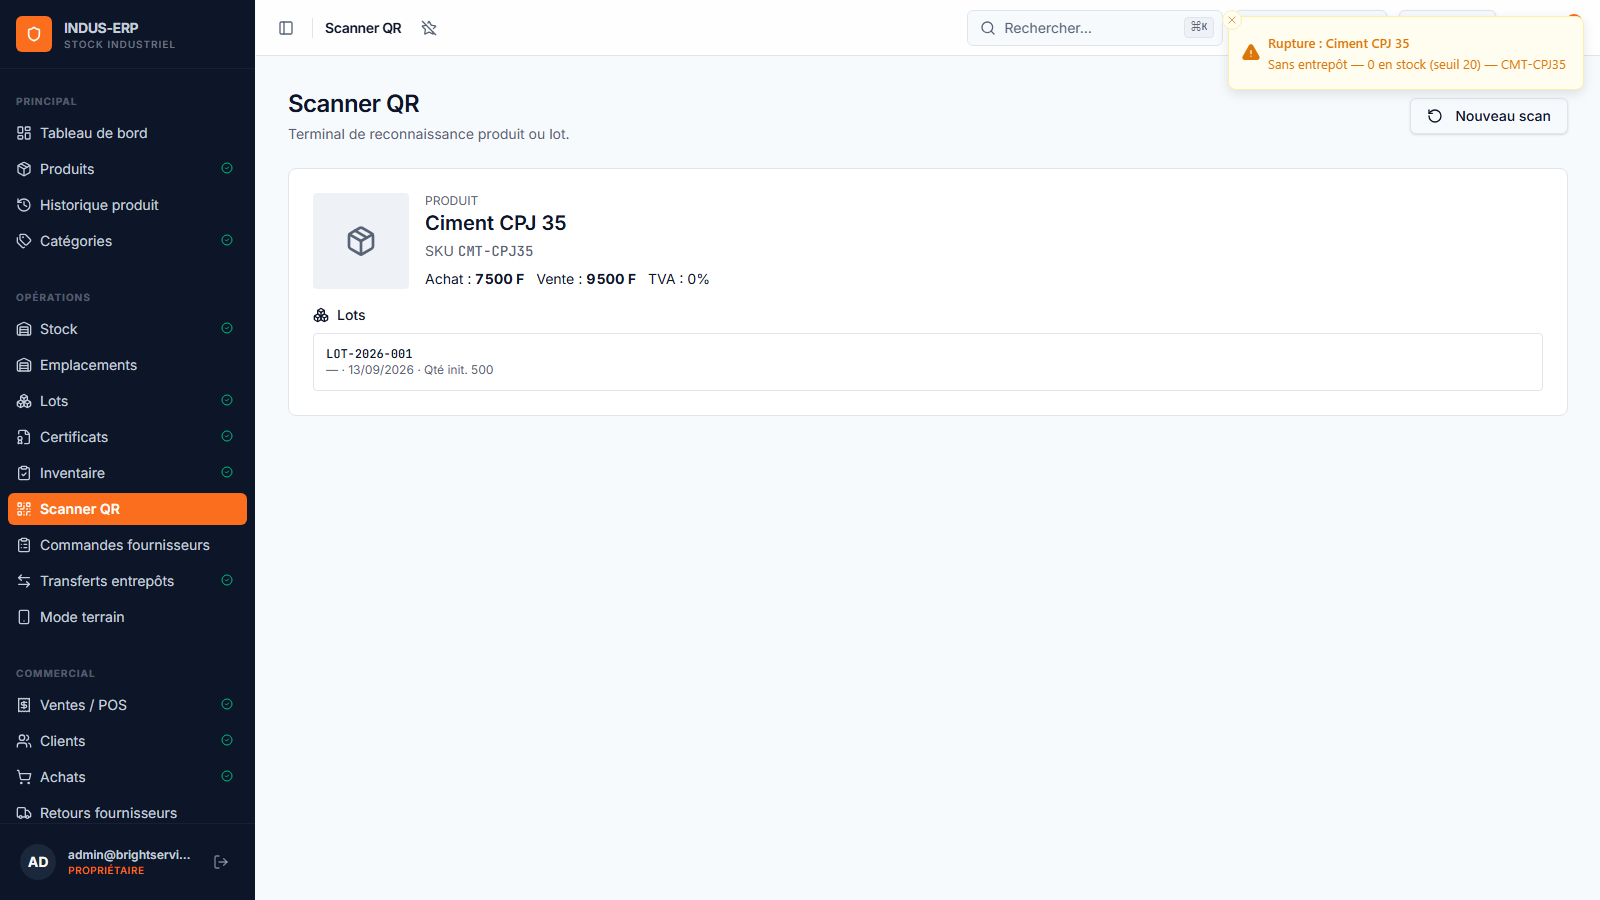 INDUS-ERP
STOCK INDUSTRIEL
PRINCIPAL
Tableau de bord
Produits
Historique produit
Catégories
OPÉRATIONS
Stock
Emplacements
Lots
Certificats
Inventaire
Scanner QR
Commandes fournisseurs
Transferts entrepôts
Mode terrain
COMMERCIAL
Ventes / POS
Clients
Achats
Retours fournisseurs
AD
admin@brightservi...
PROPRIÉTAIRE
Scanner QR
Rechercher...
⌘K
Rupture : Ciment CPJ 35
Sans entrepôt — 0 en stock (seuil 20) — CMT-CPJ35
Scanner QR
Terminal de reconnaissance produit ou lot.
Nouveau scan
PRODUIT
Ciment CPJ 35
SKU CMT-CPJ35
Achat : 7 500 F Vente : 9 500 F TVA : 0%
Lots
LOT-2026-001
— · 13/09/2026 · Qté init. 500